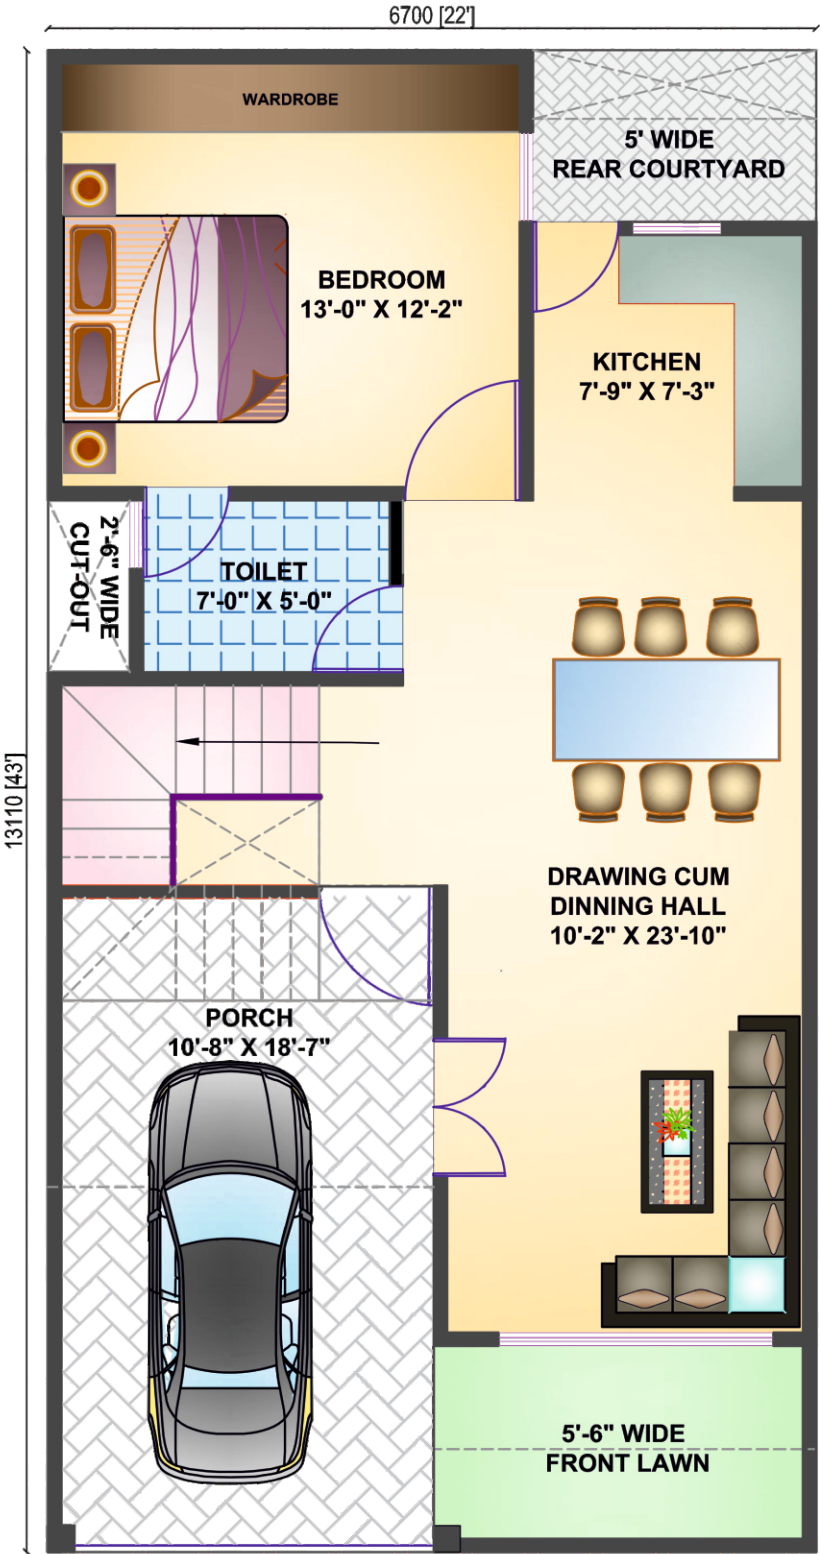 6700 [22']
WARDROBE
5' WIDE
REAR COURTYARD
BEDROOM
13'-0" X 12'-2"
KITCHEN
7'-9" X 7'-3"
2'-6" WIDE
CUT-OUT
TOILET
7'-0" X 5'-0"
13110 [43']
DRAWING CUM
DINNING HALL
10'-2" X 23'-10"
PORCH
10'-8" X 18'-7"
5'-6" WIDE
FRONT LAWN